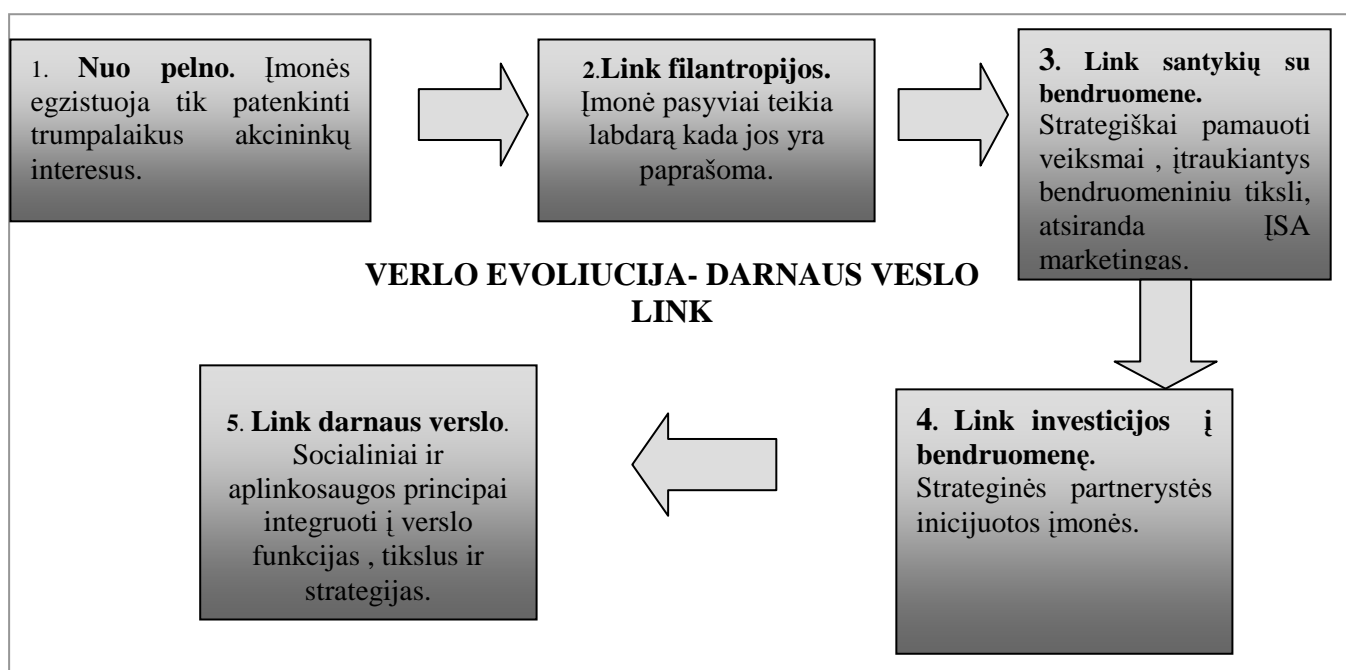 1. Nuo pelno. Įmonės
egzistuoja tik patenkinti
trumpalaikus akcininkų
interesus.
2.Link filantropijos.
Įmonė pasyviai teikia
labdarą kada jos yra
paprašoma.
3. Link santykių su
bendruomene.
Strategiškai pamauoti
veiksmai , įtraukiantys
bendruomeniniu tiksli,
atsiranda ĮSA
marketingas.
VERLO EVOLIUCIJA- DARNAUS VESLO
LINK
4. Link investicijos į
bendruomenę.
Strateginės partnerystės
inicijuotos įmonės.
5. Link darnaus verslo.
Socialiniai ir
aplinkosaugos principai
integruoti į verslo
funkcijas , tikslus ir
strategijas.